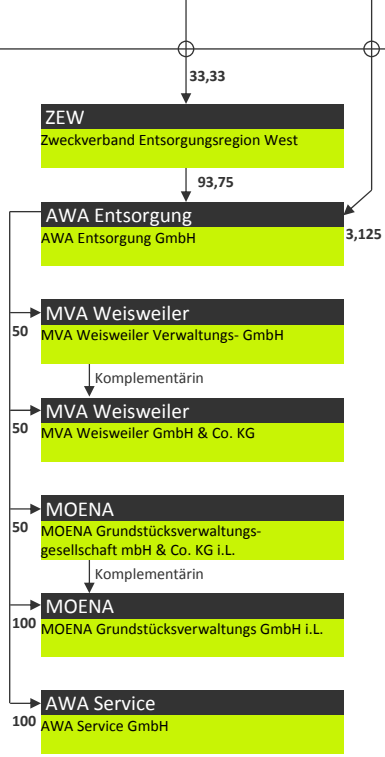 33,33
ZEW
Zweckverband Entsorgungsregion West
93,75
AWA Entsorgung
AWA Entsorgung GmbH
3,125
MVA Weisweiler
50
MVA Weisweiler Verwaltungs- GmbH
Komplementärin
MVA Weisweiler
50
MVA Weisweiler GmbH & Co. KG
MOENA
50
MOENA Grundstücksverwaltungs-
gesellschaft mbH & Co. KG i.L.
Komplementärin
MOENA
100
MOENA Grundstücksverwaltungs GmbH i.L.
AWA Service
100
AWA Service GmbH